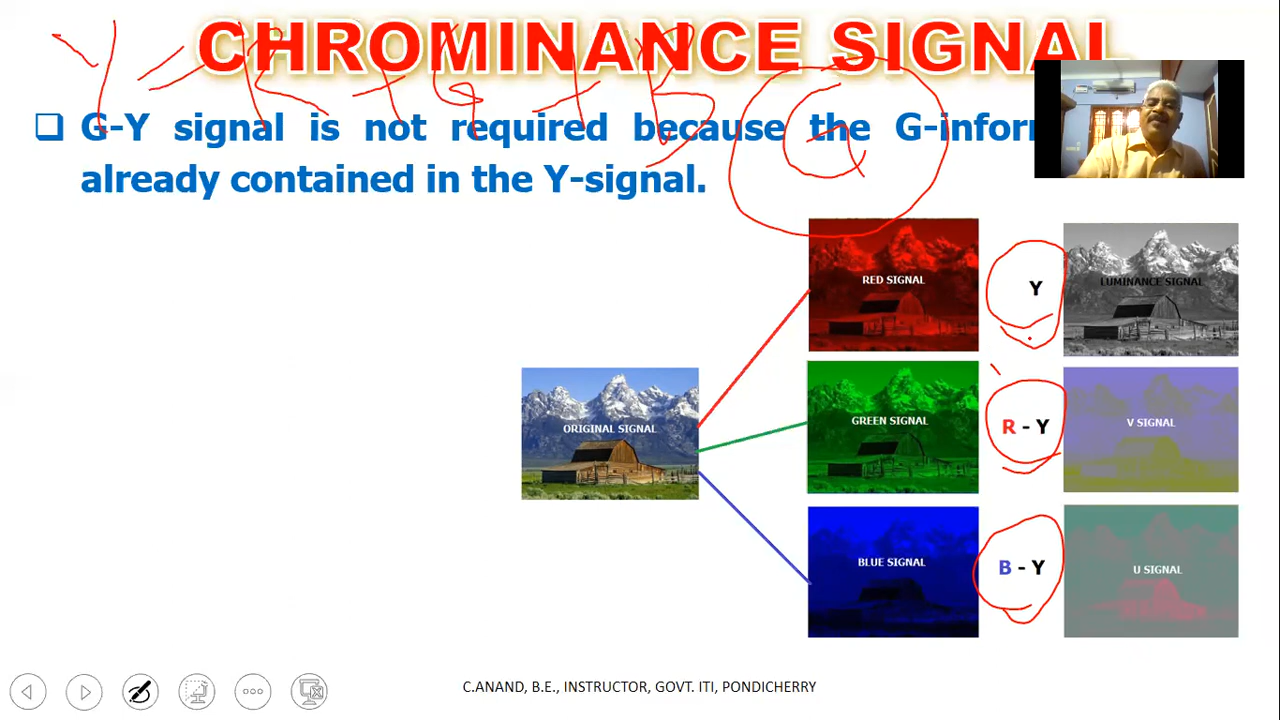 CHROMINANCE SIGNAL
Y = R + G + B
G
❑ G-Y signal is not required because the
already contained in the Y-signal.
RED SIGNAL
Y
LUMINANCE SIGNAL
ORIGINAL SIGNAL
GREEN SIGNAL
R - Y
V SIGNAL
BLUE SIGNAL
B - Y
U SIGNAL
C.ANAND, B.E., INSTRUCTOR, GOVT. ITI, PONDICHERRY